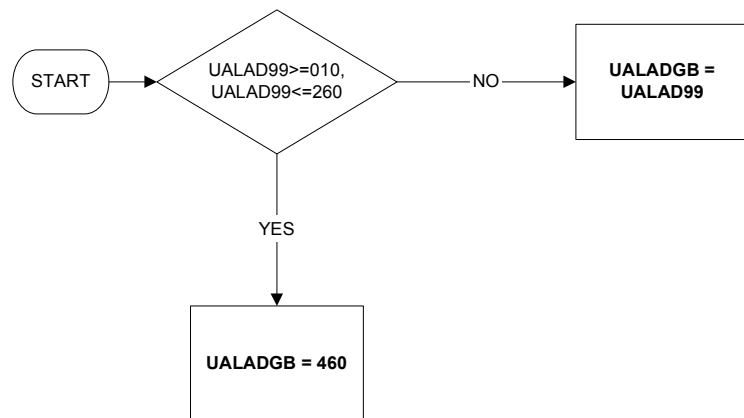 START
UALAD99>=010,
UALAD99<=260
NO
UALADGB =
UALAD99
YES
UALADGB = 460